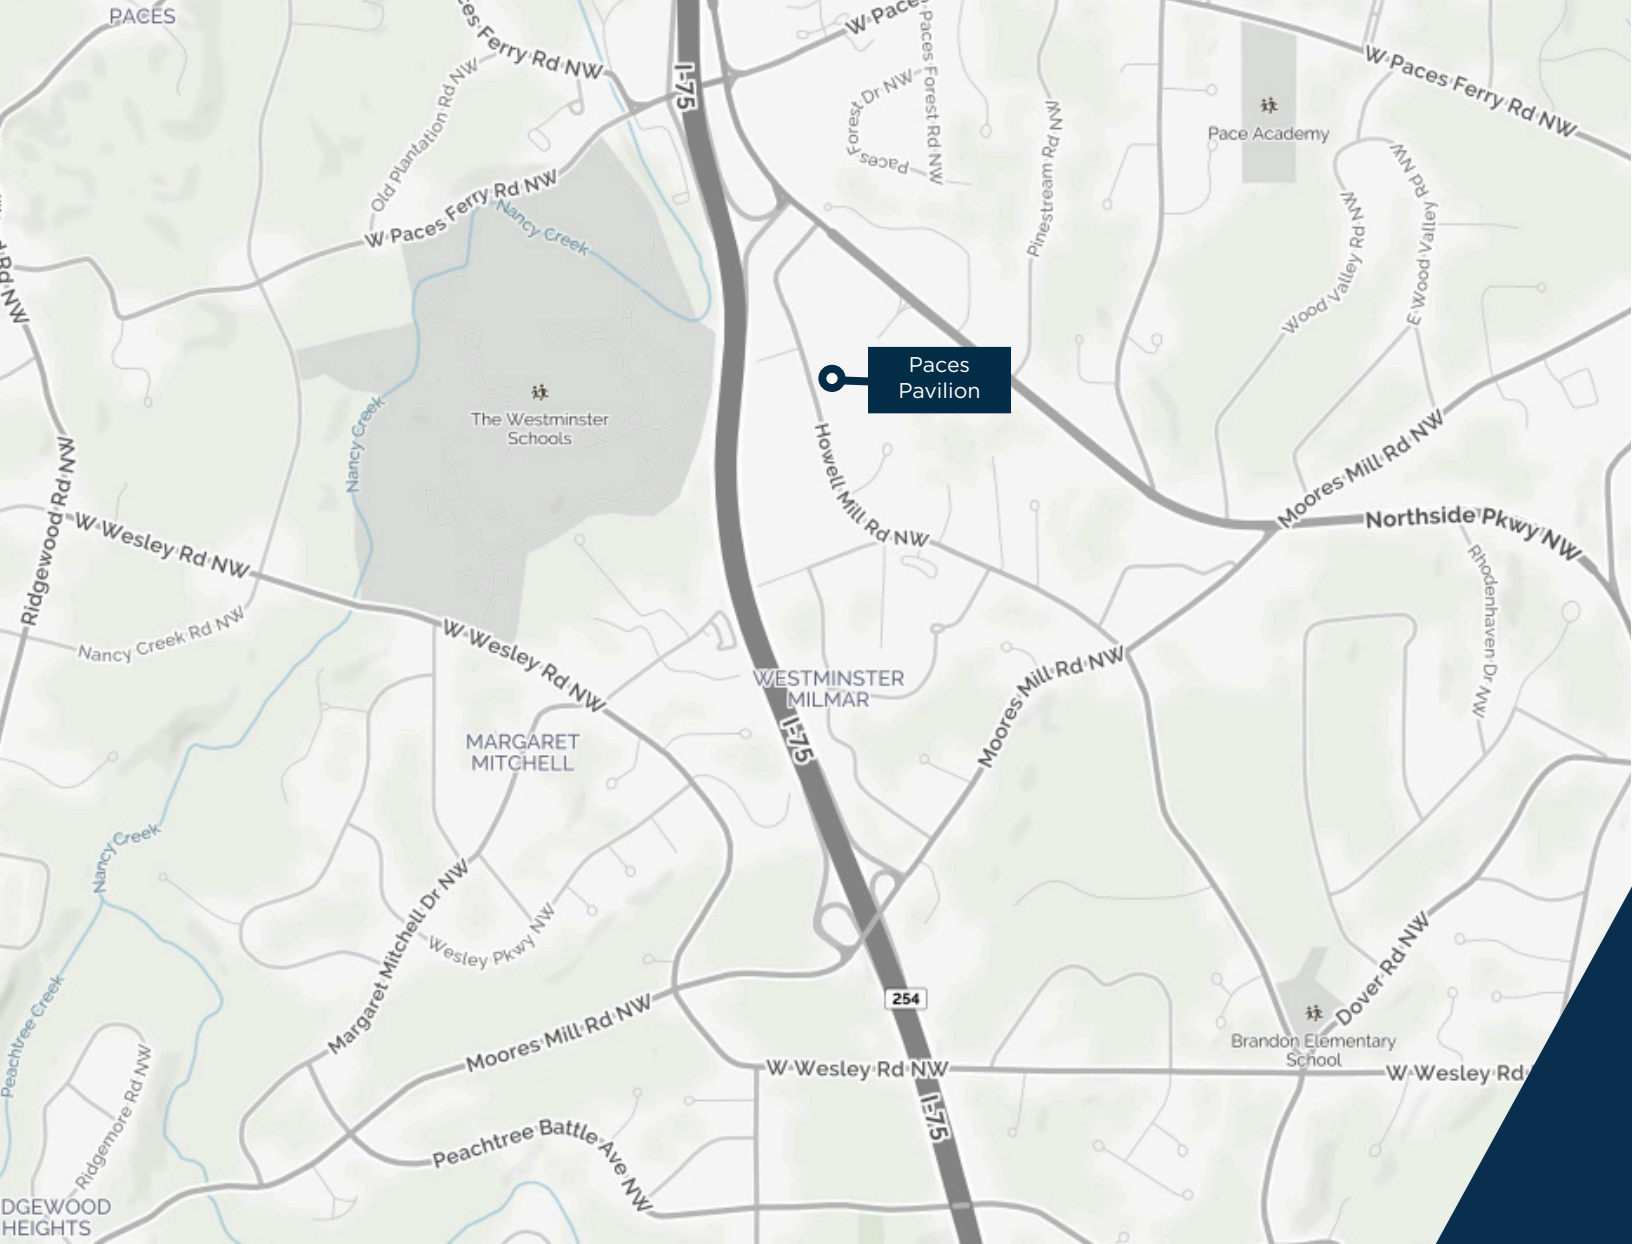 PACES
W Paces Ferry Rd NW
I-75
Old Plantation Rd NW
W Paces Ferry Rd NW
Nancy Creek
Paces Forest Dr NW
Paces
Paces Forest Rd NW
Pinestream Rd NW
Pace Academy
Wood Valley Rd NW
E Wood Valley Rd NW
Rd NW
Paces
Pavilion
The Westminster
Schools
Nancy Creek
Howell Mill Rd NW
Moores Mill Rd NW
Northside Pkwy NW
Rhodenhaven Dr NW
Ridgewood Rd NW
W Wesley Rd NW
Nancy Creek Rd NW
W Wesley Rd NW
WESTMINSTER
MILMAR
Moores Mill Rd NW
I-75
MARGARET
MITCHELL
Nancy Creek
Margaret Mitchell Dr NW
Wesley Pkwy NW
Peachtree Creek
Moores Mill Rd NW
254
Dover Rd NW
Brandon Elementary
School
W Wesley Rd NW
W Wesley Rd
I-75
Ridgemore Rd NW
Peachtree Battle Ave NW
DGEWOOD
HEIGHTS